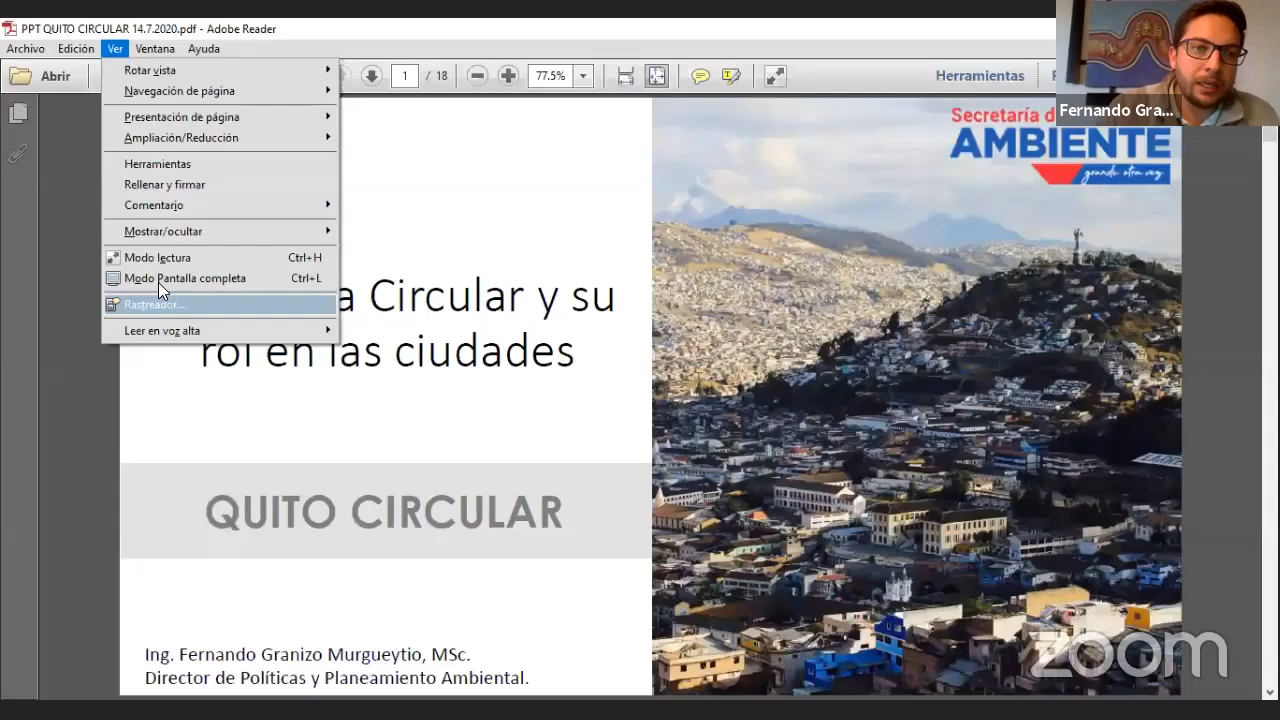 PPT QUITO CIRCULAR 14.7.2020.pdf - Adobe Reader
Archivo Edición Ver Ventana Ayuda
Abrir
1 / 18
77.5%
Herramientas
Rotar vista
Navegación de página
Presentación de página
Ampliación/Reducción
Herramientas
Rellenar y firmar
Comentario
Mostrar/ocultar
Modo lectura Ctrl+H
Modo Pantalla completa Ctrl+L
Rastreador...
Leer en voz alta
Fernando Gra...
Secretaría d
AMBIENTE
grande otra vez
a Circular y su
rol en las ciudades
QUITO CIRCULAR
Ing. Fernando Granizo Murgueytio, MSc.
Director de Políticas y Planeamiento Ambiental.
zoom